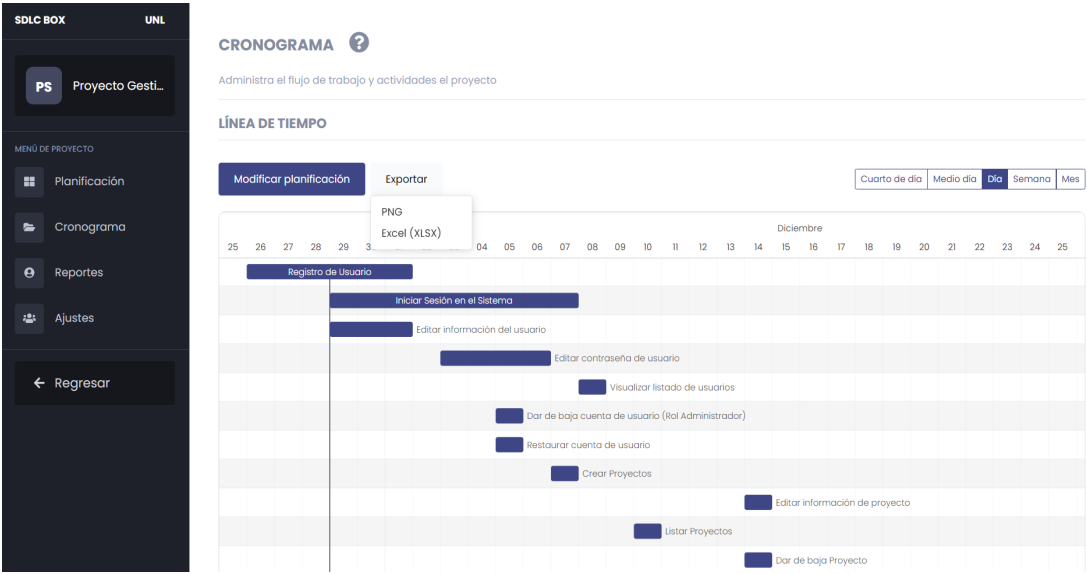 SDLC BOX UNL
PS Proyecto Gesti...
MENÚ DE PROYECTO
Planificación
Cronograma
Reportes
Ajustes
Regresar
CRONOGRAMA
Administra el flujo de trabajo y actividades el proyecto
LÍNEA DE TIEMPO
Modificar planificación Exportar
PNG
Excel (XLSX)
Cuarto de día Medio día Día Semana Mes
Diciembre
25 26 27 28 29 04 05 06 07 08 09 10 11 12 13 14 15 16 17 18 19 20 21 22 23 24 25
Registro de Usuario
Iniciar Sesión en el Sistema
Editar información del usuario
Editar contraseña de usuario
Visualizar listado de usuarios
Dar de baja cuenta de usuario (Rol Administrador)
Restaurar cuenta de usuario
Crear Proyectos
Editar información de proyecto
Listar Proyectos
Dar de baja Proyecto